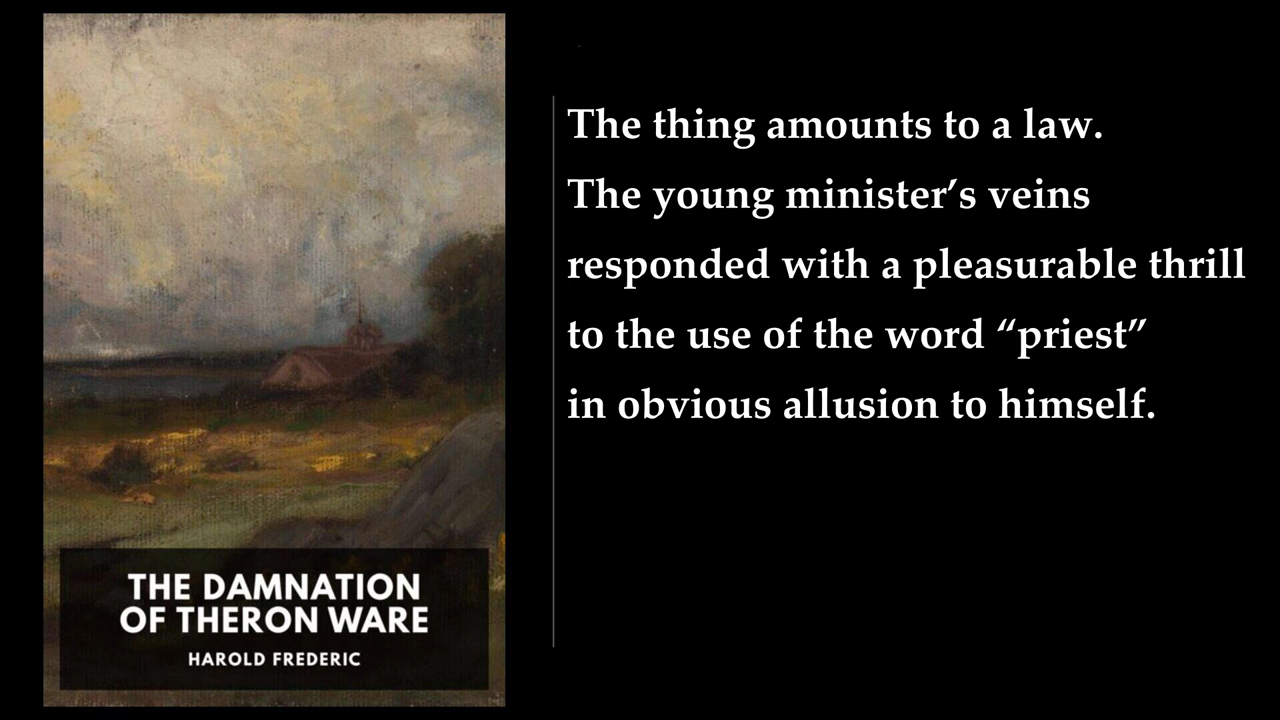 THE DAMNATION
OF THERON WARE
HAROLD FREDERIC
The thing amounts to a law.
The young minister’s veins
responded with a pleasurable thrill
to the use of the word “priest”
in obvious allusion to himself.